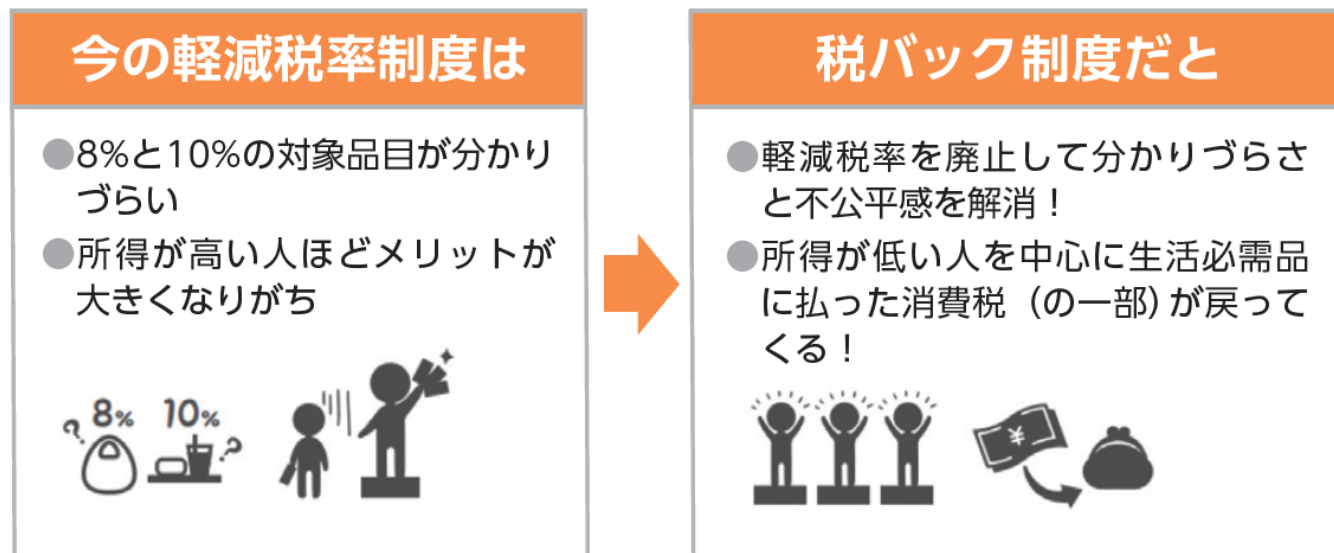 今の軽減税率制度は
●8%と10%の対象品目が分かり
づらい
●所得が高い人ほどメリットが
大きくなりがち
? 8% 10% ?
税バック制度だと
●軽減税率を廃止して分かりづらさ
と不公平感を解消！
●所得が低い人を中心に生活必需品
に払った消費税（の一部）が戻って
くる！
¥